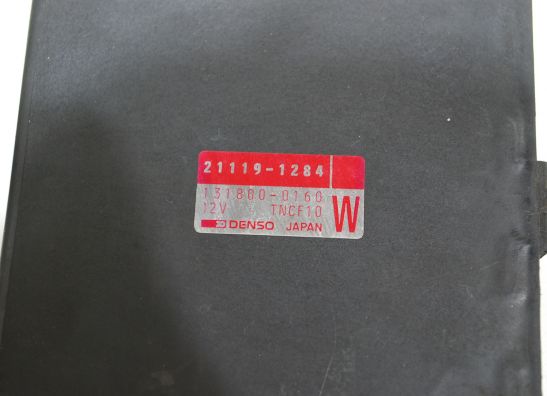 21119-1284
131800-0160
12V TNCF10
DENSO JAPAN
W